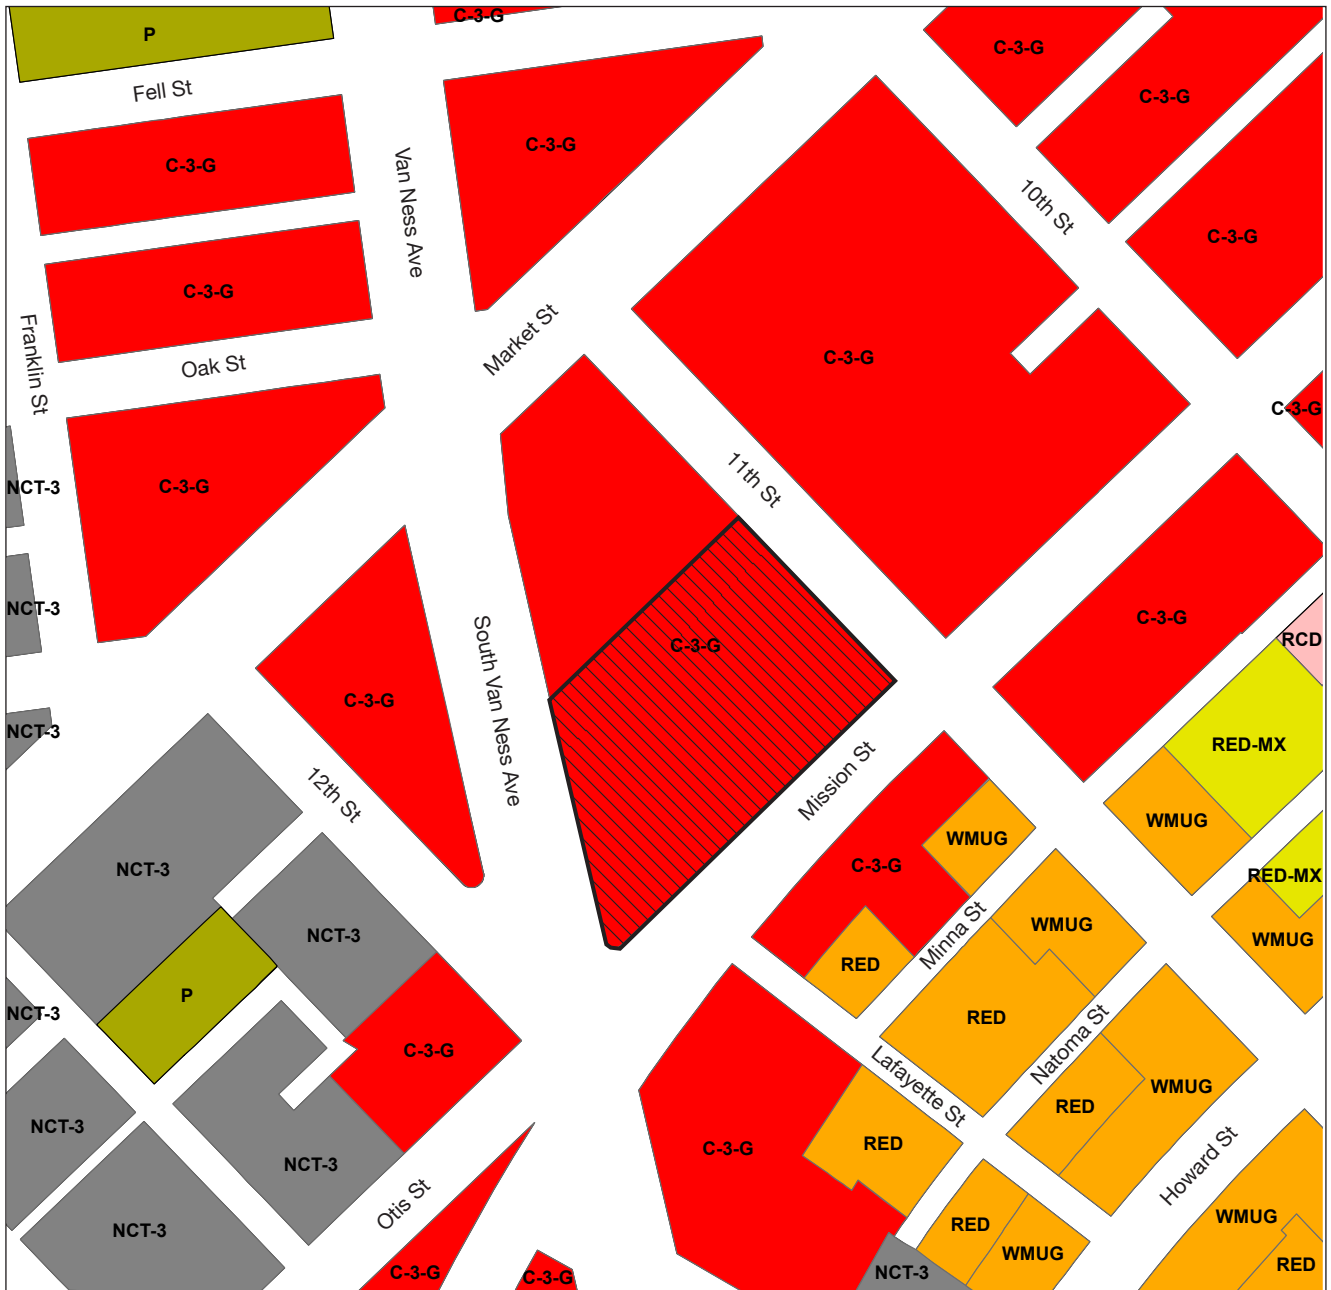 P
C-3-G
C-3-G
Fell St
C-3-G
C-3-G
C-3-G
C-3-G
Van Ness Ave
10th St
C-3-G
C-3-G
Franklin St
Market St
Oak St
C-3-G
C-3-G
NCT-3
C-3-G
11th St
NCT-3
C-3-G
RCD
C-3-G
South Van Ness Ave
C-3-G
NCT-3
RED-MX
12th St
Mission St
WMUG
WMUG
NCT-3
C-3-G
RED-MX
NCT-3
Minna St
WMUG
WMUG
RED
P
NCT-3
RED
C-3-G
Natoma St
Lafayette St
WMUG
RED
NCT-3
C-3-G
RED
NCT-3
Howard St
Otis St
NCT-3
RED
WMUG
WMUG
RED
C-3-G
C-3-G
NCT-3